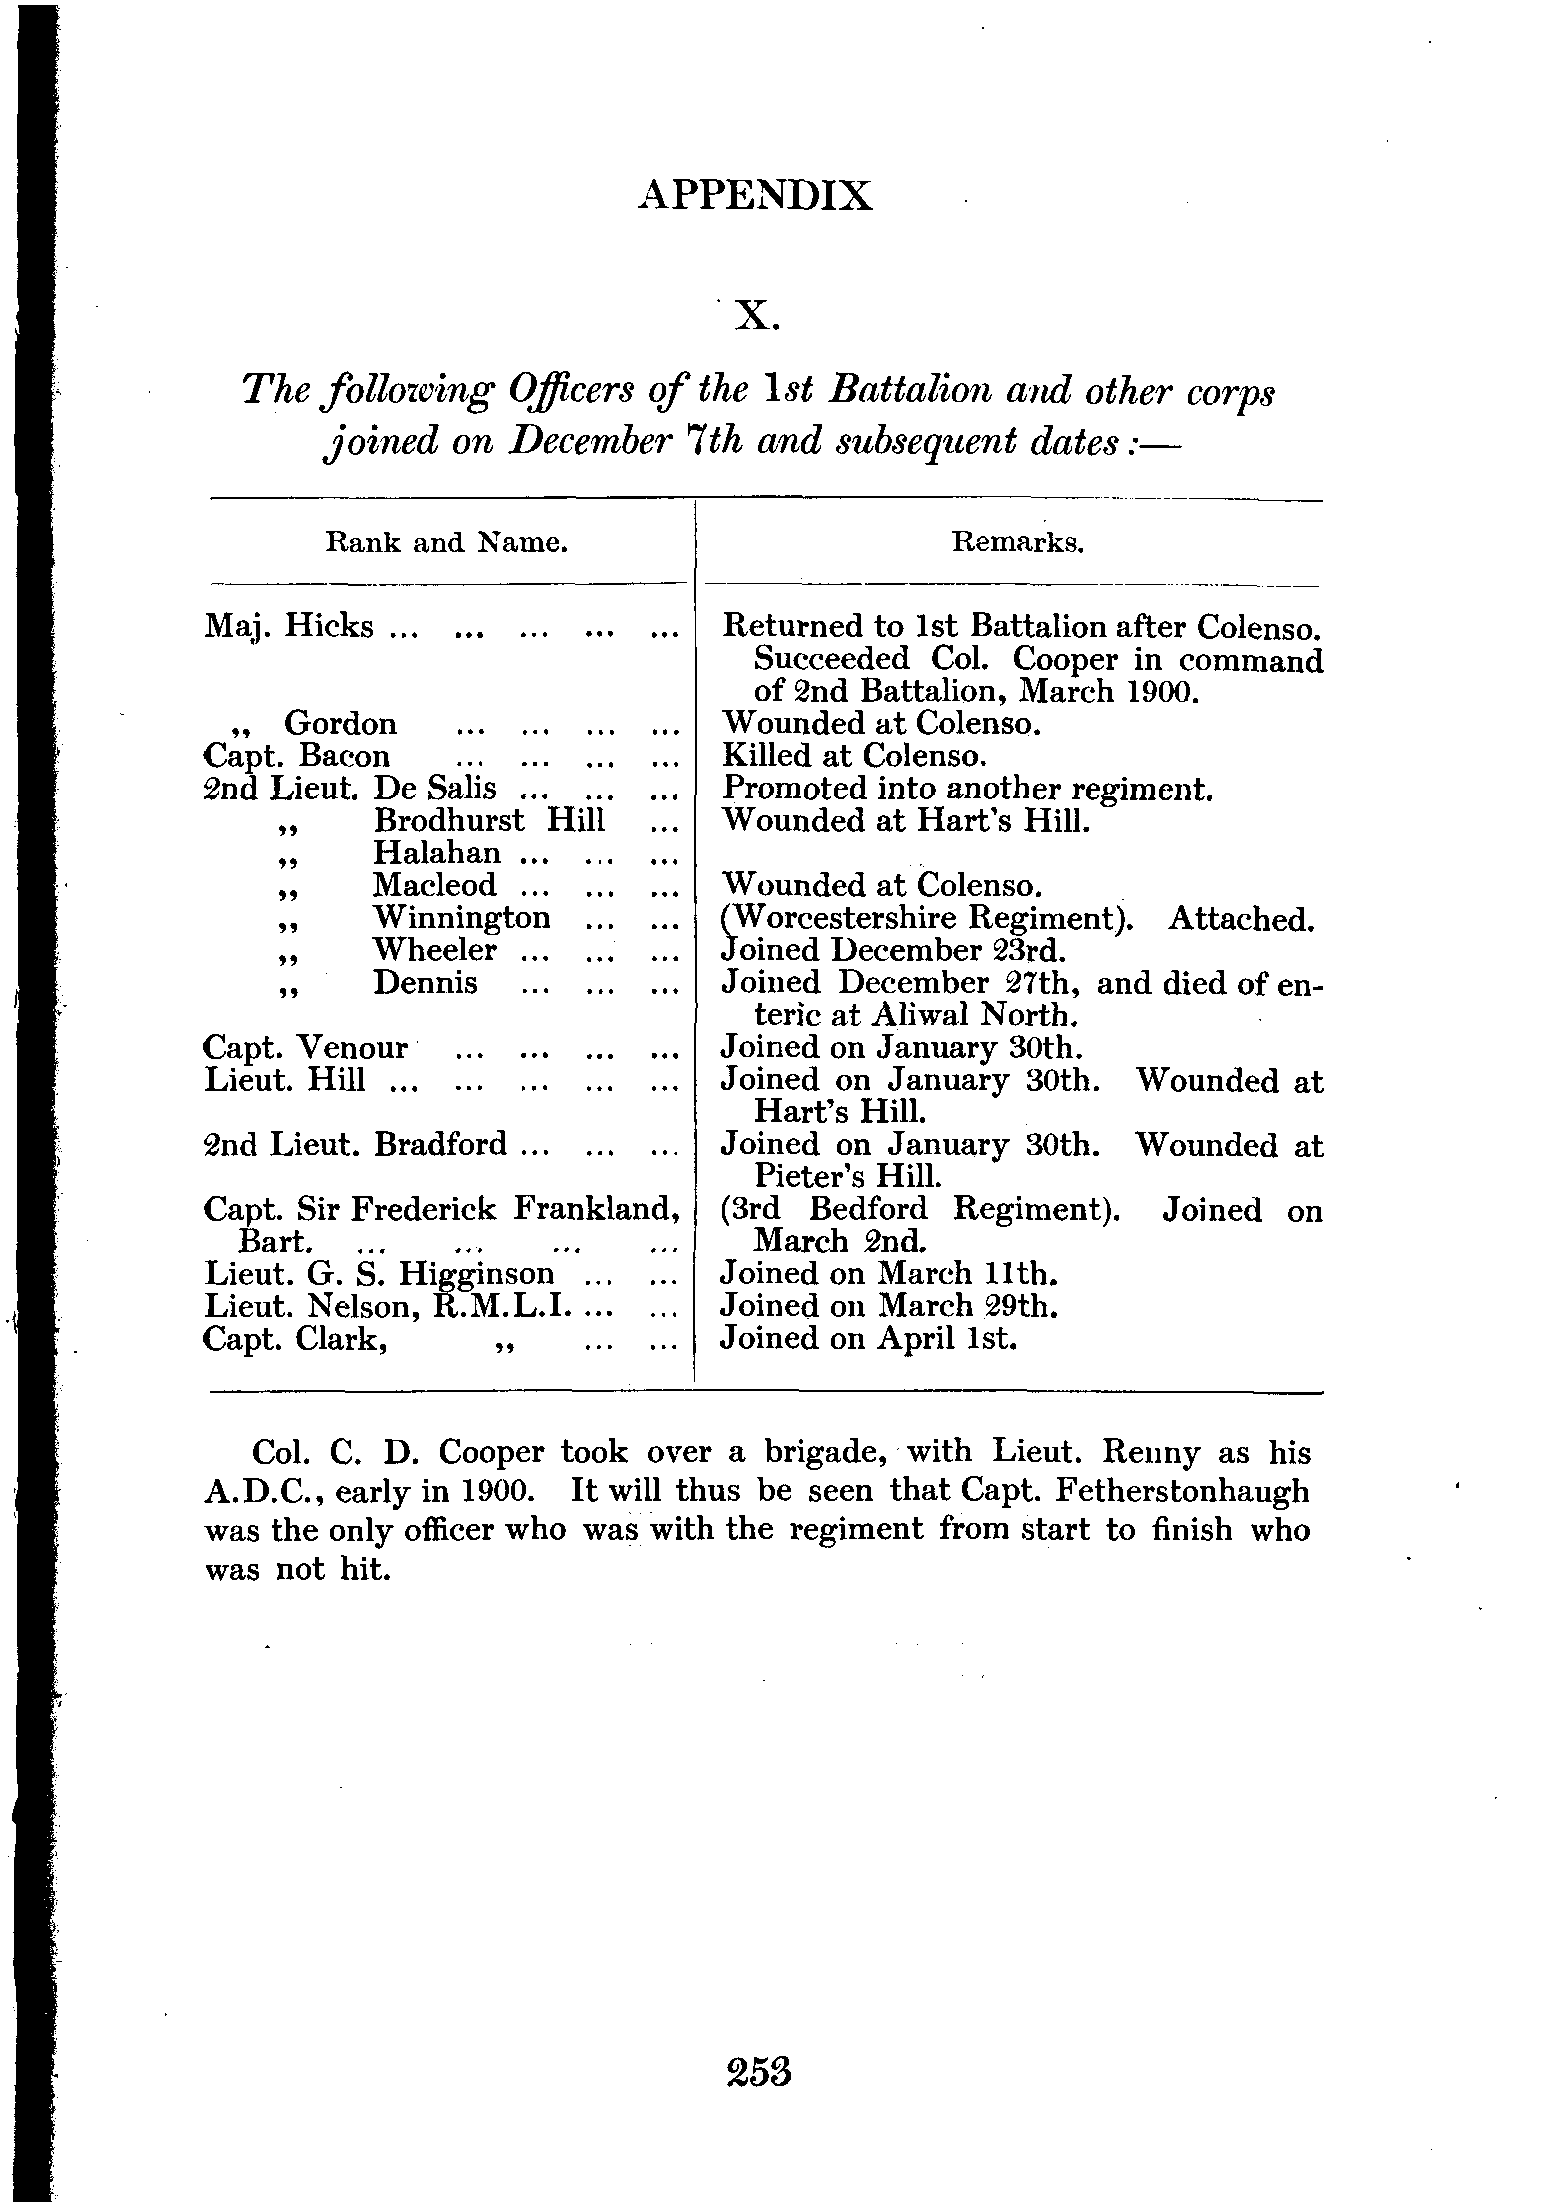 APPENDIX
X.
The following Officers of the 1st Battalion and other corps
joined on December 7th and subsequent dates :—
Rank and Name. Remarks.
Maj. Hicks ... ... ... ... ... Returned to 1st Battalion after Colenso.
Succeeded Col. Cooper in command
of 2nd Battalion, March 1900.
„ Gordon ... ... ... ... Wounded at Colenso.
Capt. Bacon ... ... ... ... Killed at Colenso.
2nd Lieut. De Salis ... ... ... Promoted into another regiment.
„ Brodhurst Hill ... Wounded at Hart's Hill.
„ Halahan ... ... ...
„ Macleod ... ... ... Wounded at Colenso.
„ Winnington ... ... (Worcestershire Regiment). Attached.
„ Wheeler ... ... ... Joined December 23rd.
„ Dennis ... ... ... Joined December 27th, and died of en-
teric at Aliwal North.
Capt. Venour ... ... ... ... Joined on January 30th.
Lieut. Hill ... ... ... ... ... Joined on January 30th. Wounded at
Hart's Hill.
2nd Lieut. Bradford ... ... ... Joined on January 30th. Wounded at
Pieter's Hill.
Capt. Sir Frederick Frankland, (3rd Bedford Regiment). Joined on
Bart. ... ... ... ... March 2nd.
Lieut. G. S. Higginson ... ... Joined on March 11th.
Lieut. Nelson, R.M.L.I. ... ... Joined on March 29th.
Capt. Clark, „ ... ... Joined on April 1st.
Col. C. D. Cooper took over a brigade, with Lieut. Renny as his
A.D.C., early in 1900. It will thus be seen that Capt. Fetherstonhaugh
was the only officer who was with the regiment from start to finish who
was not hit.
253